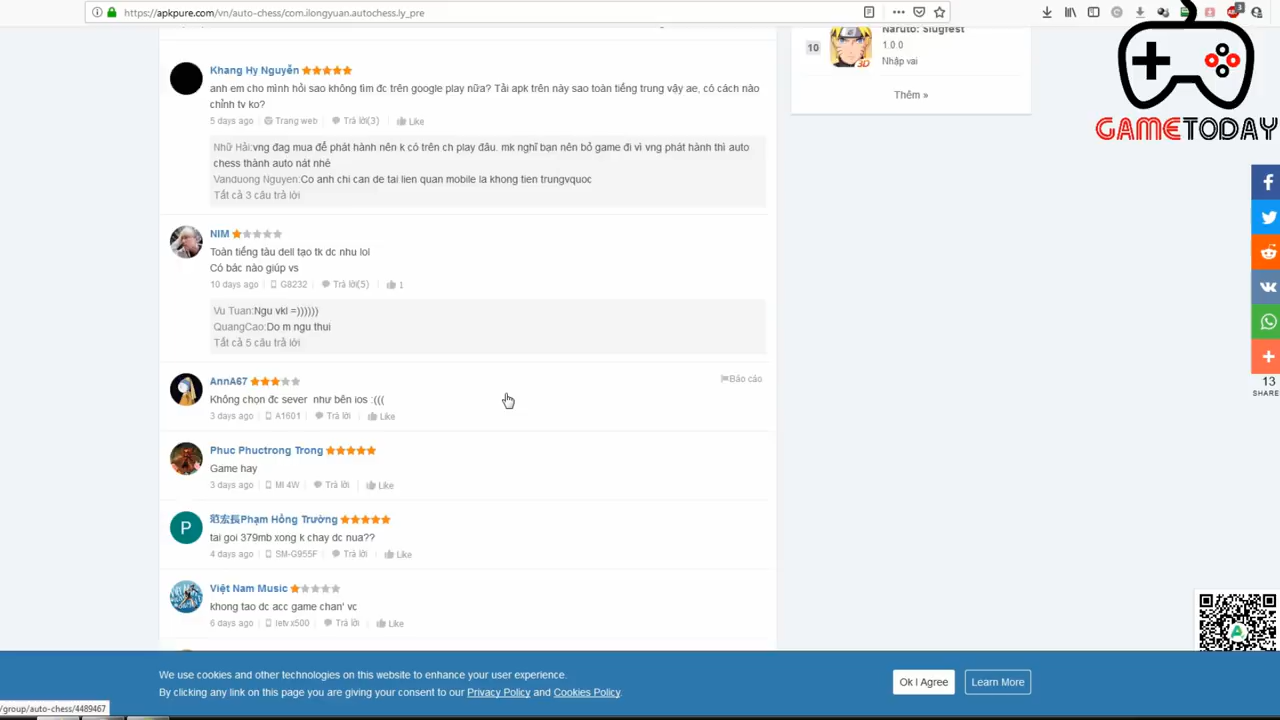 https://apkpure.com/vn/auto-chess/com.ilongyuan.autochess.ly_pre
Khang Hy Nguyễn
anh em cho mình hỏi sao không tìm đc trên google play nữa? Tải apk trên này sao toàn tiếng trung vậy ae, có cách nào
chỉnh tv ko?
5 days ago Trang web Trả lời(3) Like
Nhữ Hải:vng đag mua để phát hành nên k có trên ch play đâu. mk nghĩ bạn nên bỏ game đi vì vng phát hành thì auto
chess thành auto nát nhé
Vanduong Nguyen:Co anh chi can de tai lien quan mobile la khong tien trungvquoc
Tất cả 3 câu trả lời
NIM
Toàn tiếng tàu dell tạo tk dc nhu lol
Có bác nào giúp vs
10 days ago G8232 Trả lời(5) 1
Vu Tuan:Ngu vkl =))))))
QuangCao:Do m ngu thui
Tất cả 5 câu trả lời
AnnA67
Báo cáo
Không chọn đc sever như bên ios :(((
3 days ago A1601 Trả lời Like
Phuc Phuctrong Trong
Game hay
3 days ago MI 4W Trả lời Like
P
范宏長Phạm Hồng Trường
tai goi 379mb xong k chay dc nua??
4 days ago SM-G955F Trả lời Like
Việt Nam Music
khong tao dc acc game chan' vc
6 days ago letv x500 Trả lời Like
10
Naruto: Slugfest
1.0 0
Nhập vai
3D
Thêm »
GAMETODAY
13
SHARE
We use cookies and other technologies on this website to enhance your user experience.
By clicking any link on this page you are giving your consent to our Privacy Policy and Cookies Policy.
Ok I Agree
Learn More
/group/auto-chess/4489467